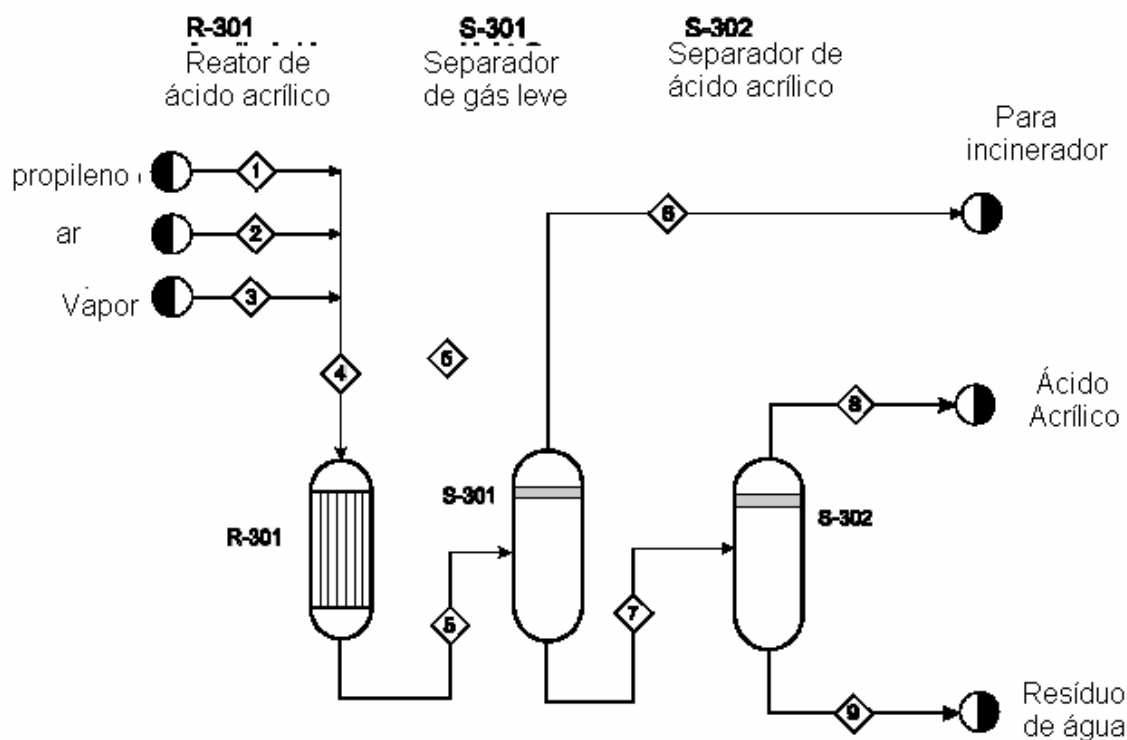 R-301
Reator de
ácido acrílico
S-301
Separador
de gás leve
S-302
Separador de
ácido acrílico
Para
incinerador
propileno
1
ar
2
Vapor
3
6
4
5
8
Ácido
Acrílico
S-301
S-302
R-301
5
7
9
Resíduo
de água